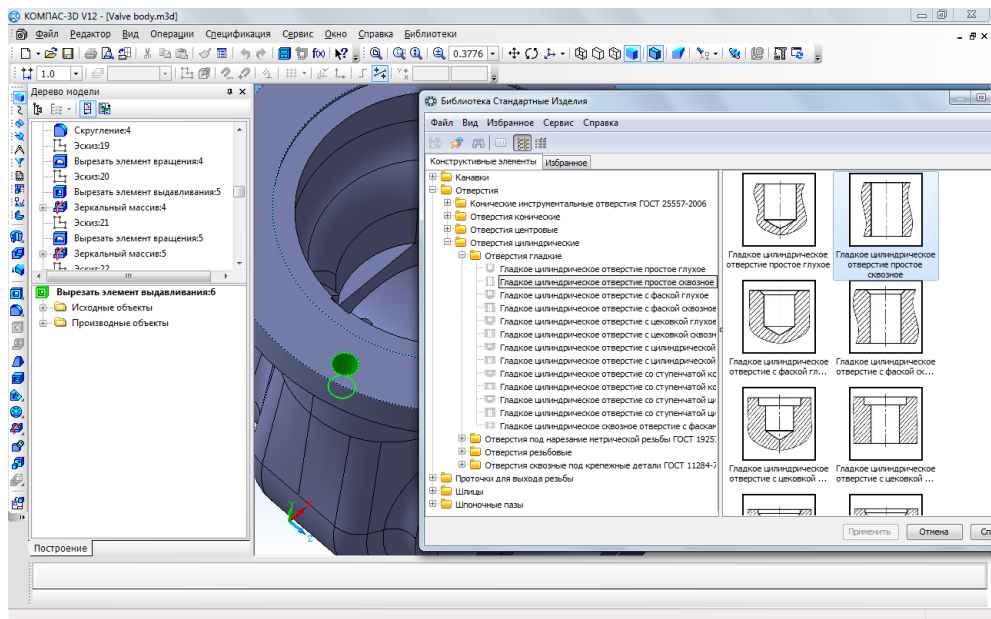 КОМПАС-3D V12 - [Valve body.m3d]
Файл Редактор Вид Операции Спецификация Сервис Окно Справка Библиотеки
0.3776
1.0
Дерево модели
Скругление:4
Эскиз:19
Вырезать элемент вращения:4
Эскиз:20
Вырезать элемент выдавливания:5
Зеркальный массив:4
Эскиз:21
Вырезать элемент вращения:5
Зеркальный массив:5
Эскиз:22
Вырезать элемент выдавливания:6
Исходные объекты
Производные объекты
Построение
Библиотека Стандартные Изделия
Файл Вид Избранное Сервис Справка
Конструктивные элементы Избранное
Канавки
Отверстия
Конические инструментальные отверстия ГОСТ 25557-2006
Отверстия конические
Отверстия центровые
Отверстия цилиндрические
Отверстия гладкие
Гладкое цилиндрическое отверстие простое глухое
Гладкое цилиндрическое отверстие простое сквозное
Гладкое цилиндрическое отверстие с фаской глухое
Гладкое цилиндрическое отверстие с фаской сквозное
Гладкое цилиндрическое отверстие с цековкой глухое
Гладкое цилиндрическое отверстие с цековкой сквозн
Гладкое цилиндрическое отверстие с цилиндрической
Гладкое цилиндрическое отверстие с цилиндрической
Гладкое цилиндрическое отверстие со ступенчатой ко
Гладкое цилиндрическое отверстие со ступенчатой ко
Гладкое цилиндрическое отверстие со ступенчатой ци
Гладкое цилиндрическое отверстие со ступенчатой ци
Гладкое цилиндрическое сквозное отверстие с фаскам
Отверстия под нарезание метрической резьбы ГОСТ 1925
Отверстия резьбовые
Отверстия сквозные под крепежные детали ГОСТ 11284-7
Проточки для выхода резьбы
Шлицы
Шпоночные пазы
Гладкое цилиндрическое
отверстие простое глухое
Гладкое цилиндрическое
отверстие простое
сквозное
Гладкое цилиндрическое
отверстие с фаской гл...
Гладкое цилиндрическое
отверстие с фаской ск...
Гладкое цилиндрическое
отверстие с цековкой ...
Гладкое цилиндрическое
отверстие с цековкой ...
Применить Отмена Сп